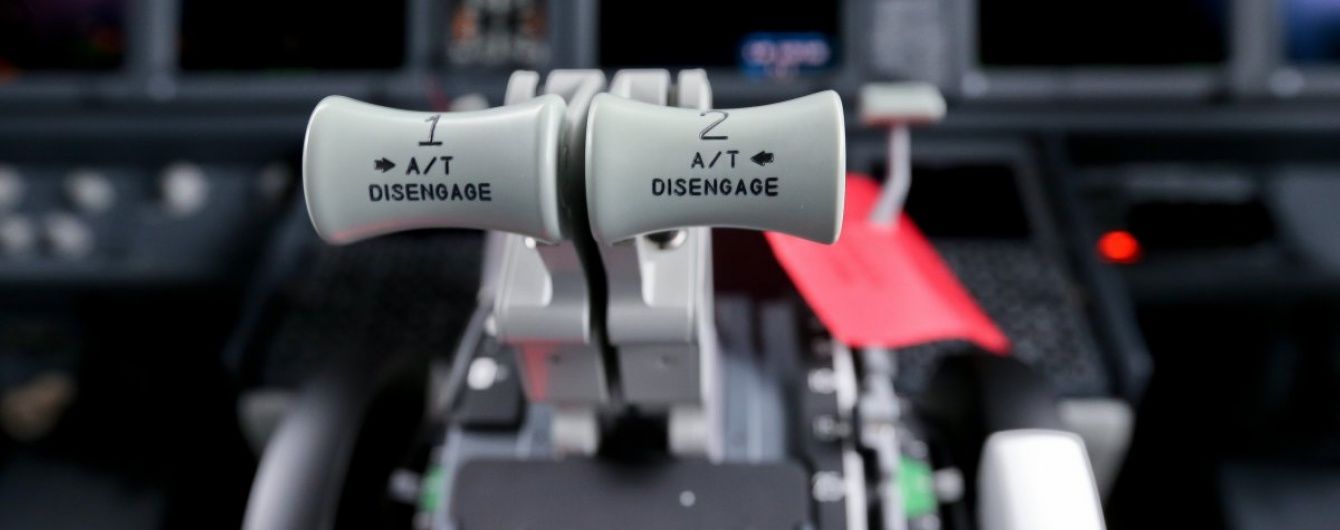 1
➡ A/T
DISENGAGE
2
A/T ⬅
DISENGAGE